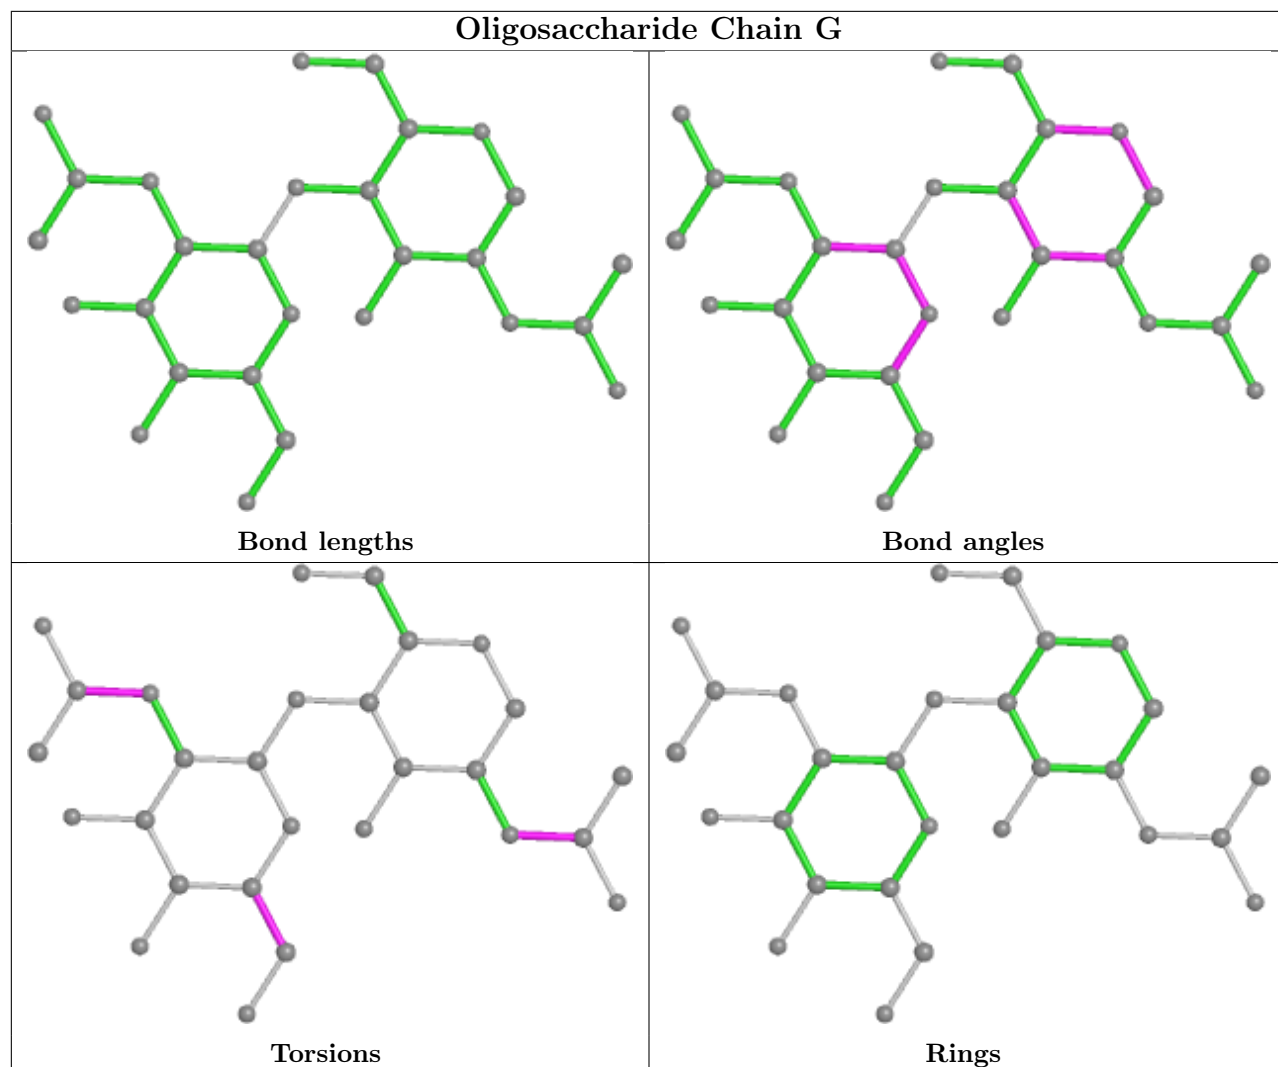 Oligosaccharide Chain G
Bond lengths
Bond angles
Torsions
Rings